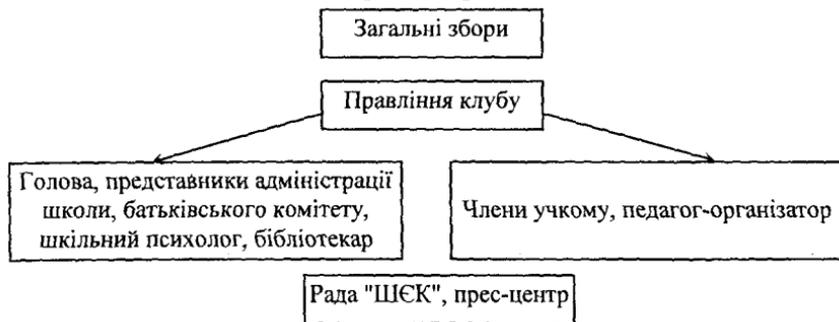 Загальні збори
Правління клубу
Голова, представники адміністрації
школи, батьківського комітету,
шкільний психолог, бібліотекар
Члени учкому, педагог-організатор
Рада "ШЄК", прес-центр